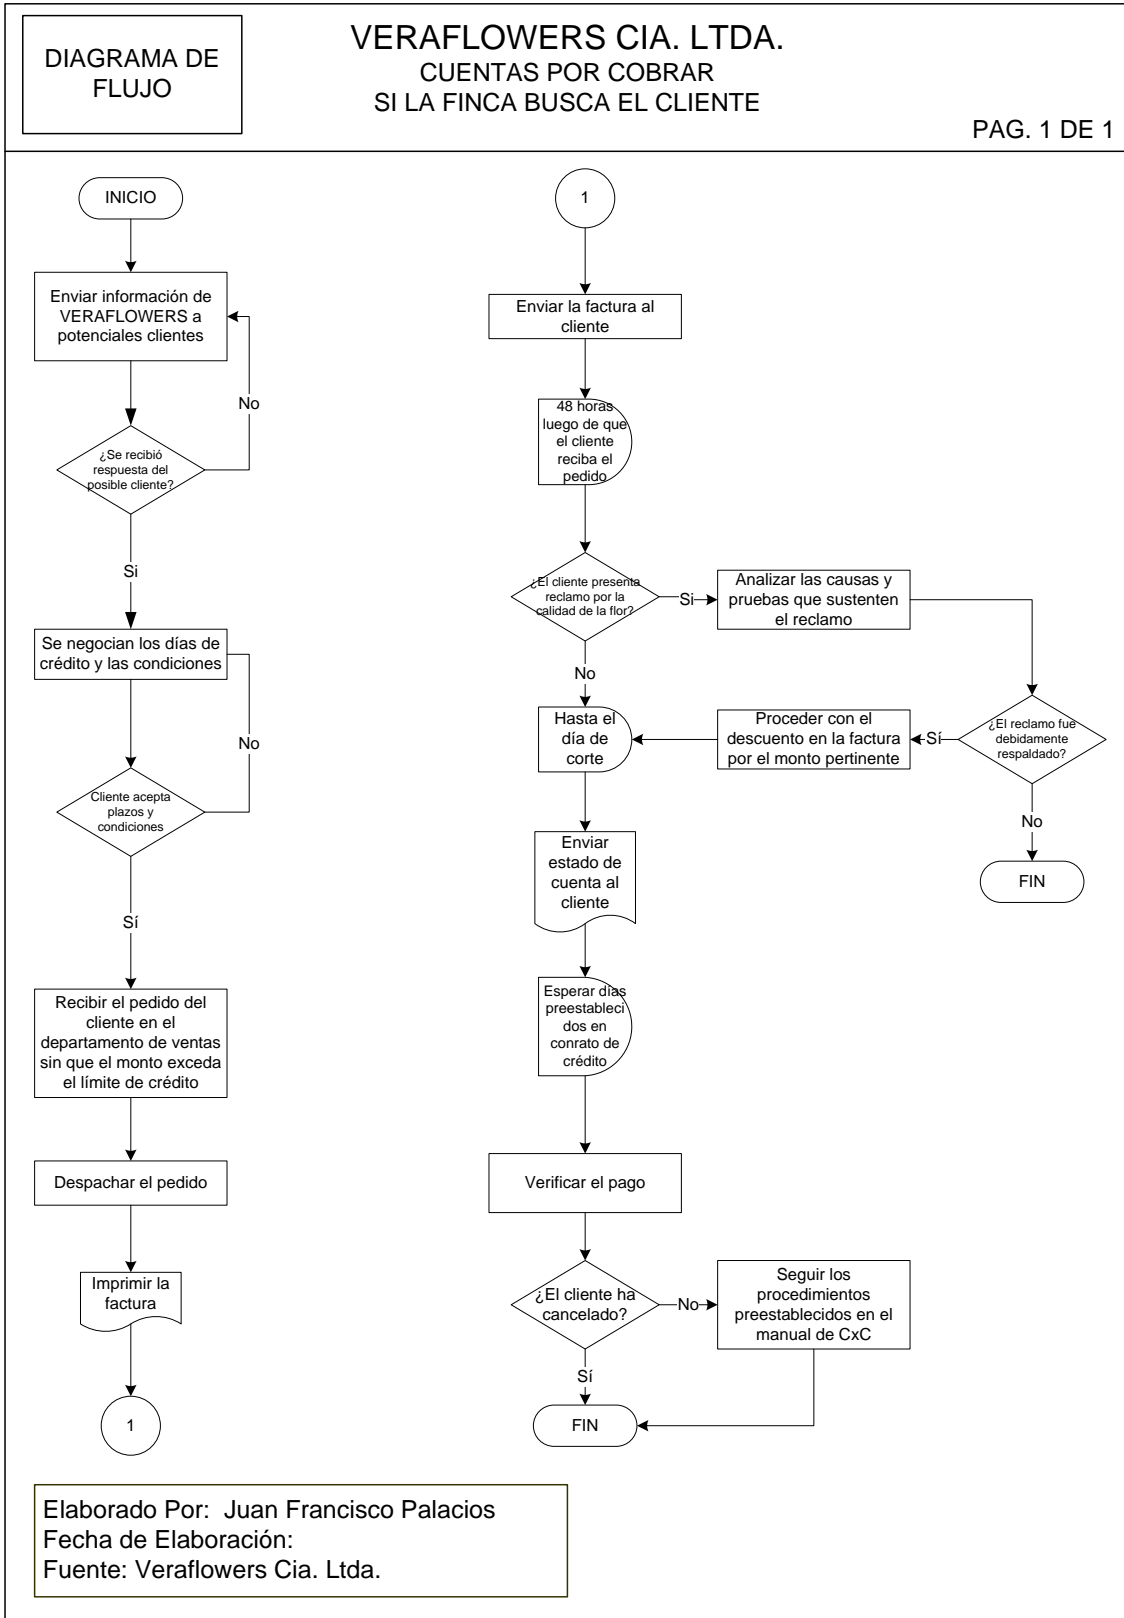 DIAGRAMA DE
FLUJO
VERAFLOWERS CIA. LTDA.
CUENTAS POR COBRAR
SI LA FINCA BUSCA EL CLIENTE
PAG. 1 DE 1
INICIO
Enviar información de
VERAFLOWERS a
potenciales clientes
No
¿Se recibió
respuesta del
posible cliente?
Si
Se negocian los días de
crédito y las condiciones
No
Cliente acepta
plazos y
condiciones
Sí
Recibir el pedido del
cliente en el
departamento de ventas
sin que el monto exceda
el límite de crédito
Despachar el pedido
Imprimir la
factura
1
1
Enviar la factura al
cliente
48 horas
luego de que
el cliente
reciba el
pedido
¿El cliente presenta
reclamo por la
calidad de la flor?
Si
Analizar las causas y
pruebas que sustenten
el reclamo
No
¿El reclamo fue
debidamente
respaldado?
Sí
Proceder con el
descuento en la factura
por el monto pertinente
Hasta el
día de
corte
No
FIN
Enviar
estado de
cuenta al
cliente
Esperar días
preestableci
dos en
conrato de
crédito
Verificar el pago
¿El cliente ha
cancelado?
No
Seguir los
procedimientos
preestablecidos en el
manual de CxC
Sí
FIN
Elaborado Por:  Juan Francisco Palacios
Fecha de Elaboración:
Fuente: Veraflowers Cia. Ltda.